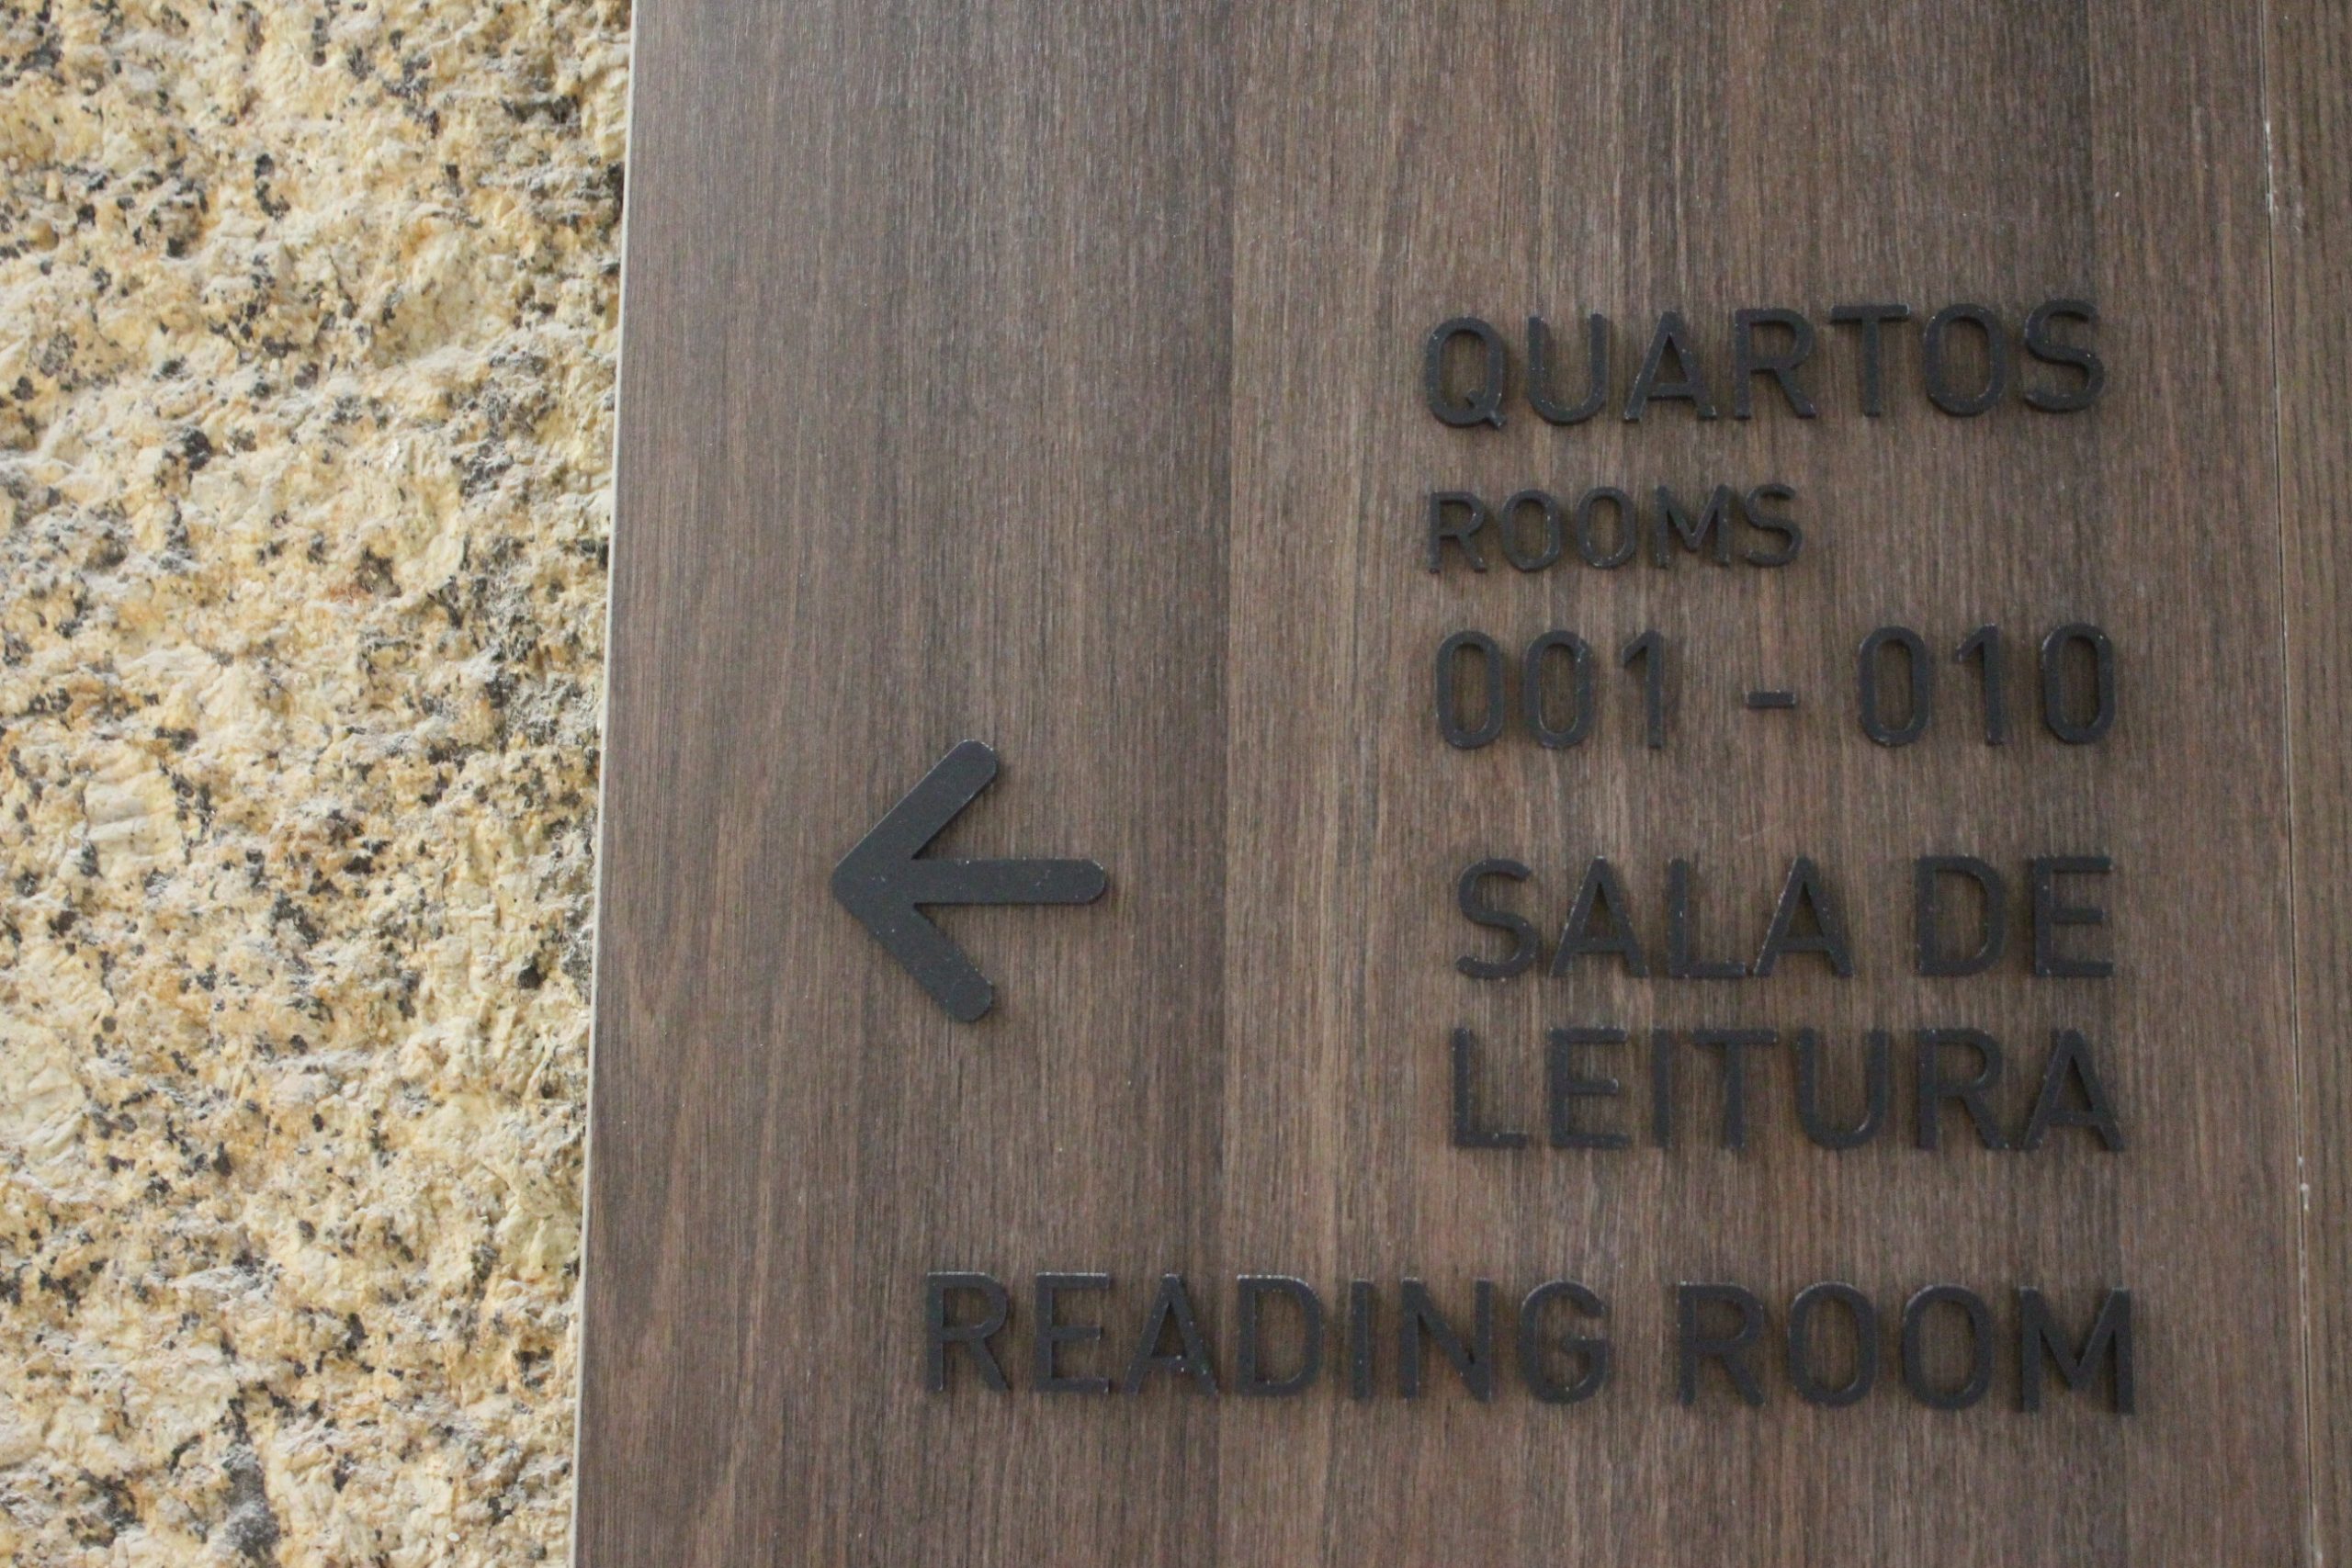 QUARTOS
ROOMS
001 - 010
SALA DE
LEITURA
READING ROOM